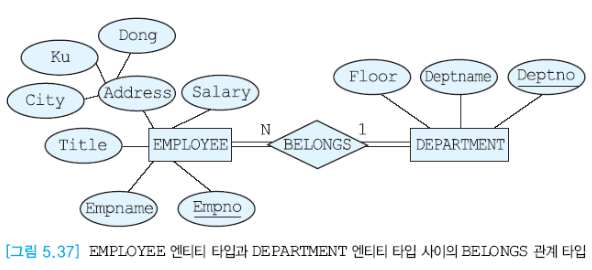 Dong
Ku
City
Address
Salary
Title
EMPLOYEE
Empname
Empno
N
BELONGS
1
Floor
Deptname
Deptno
DEPARTMENT
[그림 5.37] EMPLOYEE 엔티티 타입과 DEPARTMENT 엔티티 타입 사이의 BELONGS 관계 타입